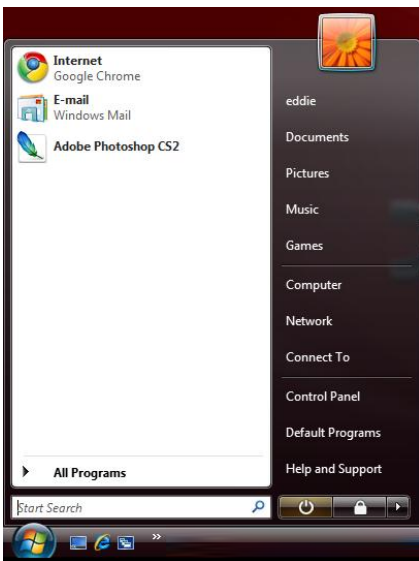 Internet
Google Chrome
E-mail
Windows Mail
Adobe Photoshop CS2
All Programs
Start Search
eddie
Documents
Pictures
Music
Games
Computer
Network
Connect To
Control Panel
Default Programs
Help and Support
»